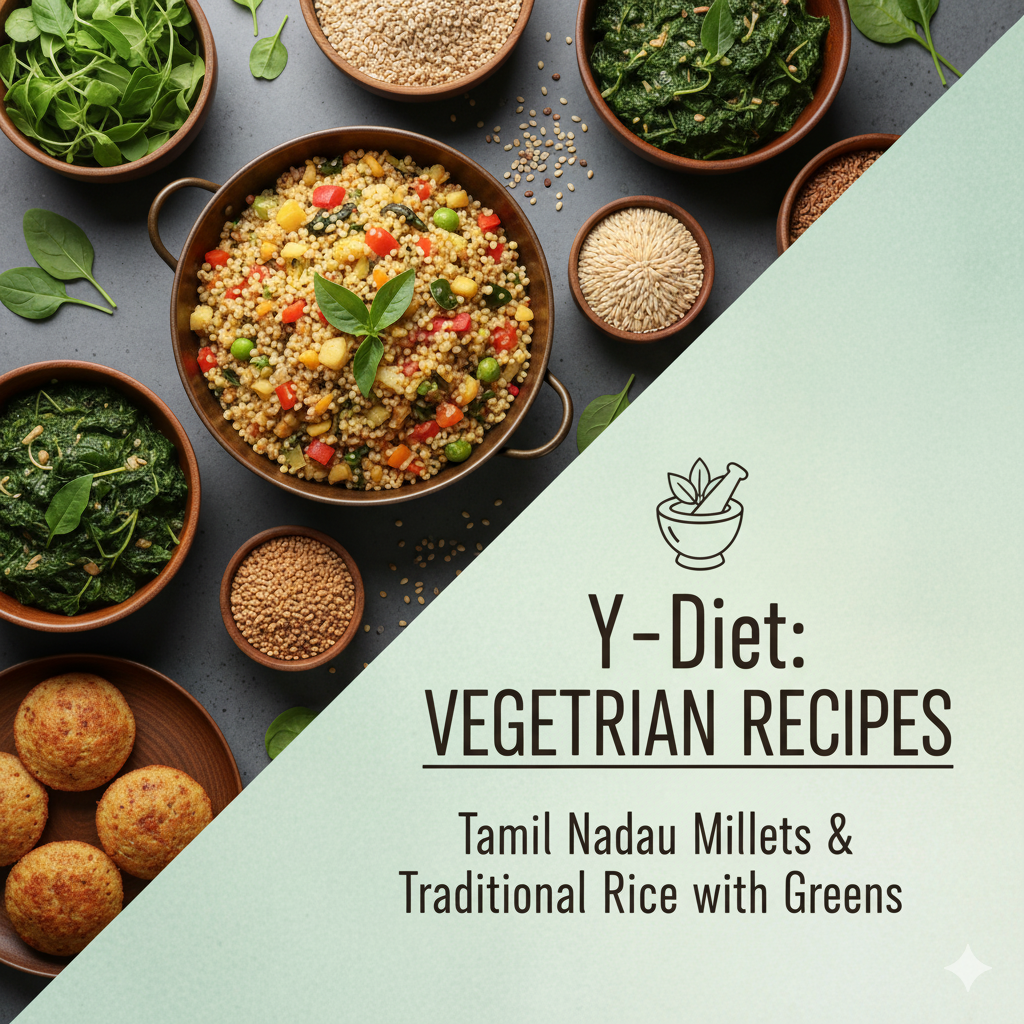 Y-Diet:
VEGETRIAN RECIPES
Tamil Nadau Millets &
Traditional Rice with Greens